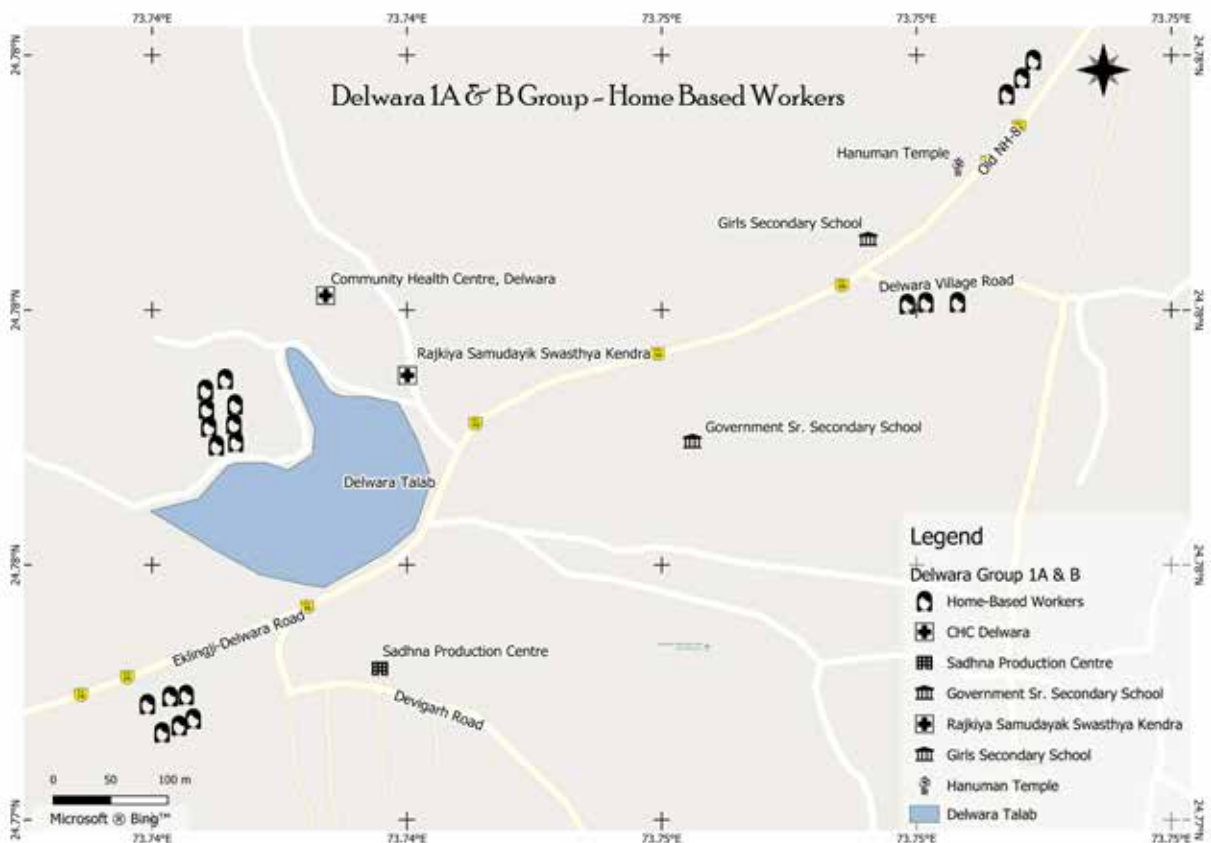 73.74°E 73.74°E 73.75°E 73.75°E 73.75°E
24.78°N 24.78°N
Delwara 1A & B Group - Home Based Workers
Old NH-8
Hanuman Temple
Girls Secondary School
Community Health Centre, Delwara
Delwara Village Road
24.78°N 24.78°N
Rajkiya Samudayik Swasthya Kendra
Government Sr. Secondary School
Delwara Talab
24.78°N 24.78°N
Eklingji-Delwara Road
Sadhna Production Centre
Devigarh Road
Legend
Delwara Group 1A & B
Home-Based Workers
CHC Delwara
Sadhna Production Centre
Government Sr. Secondary School
Rajkiya Samudayak Swasthya Kendra
Girls Secondary School
Hanuman Temple
Delwara Talab
0 50 100 m
Microsoft ® Bing™
24.77°N 24.77°N
73.74°E 73.74°E 73.75°E 73.75°E 73.75°E